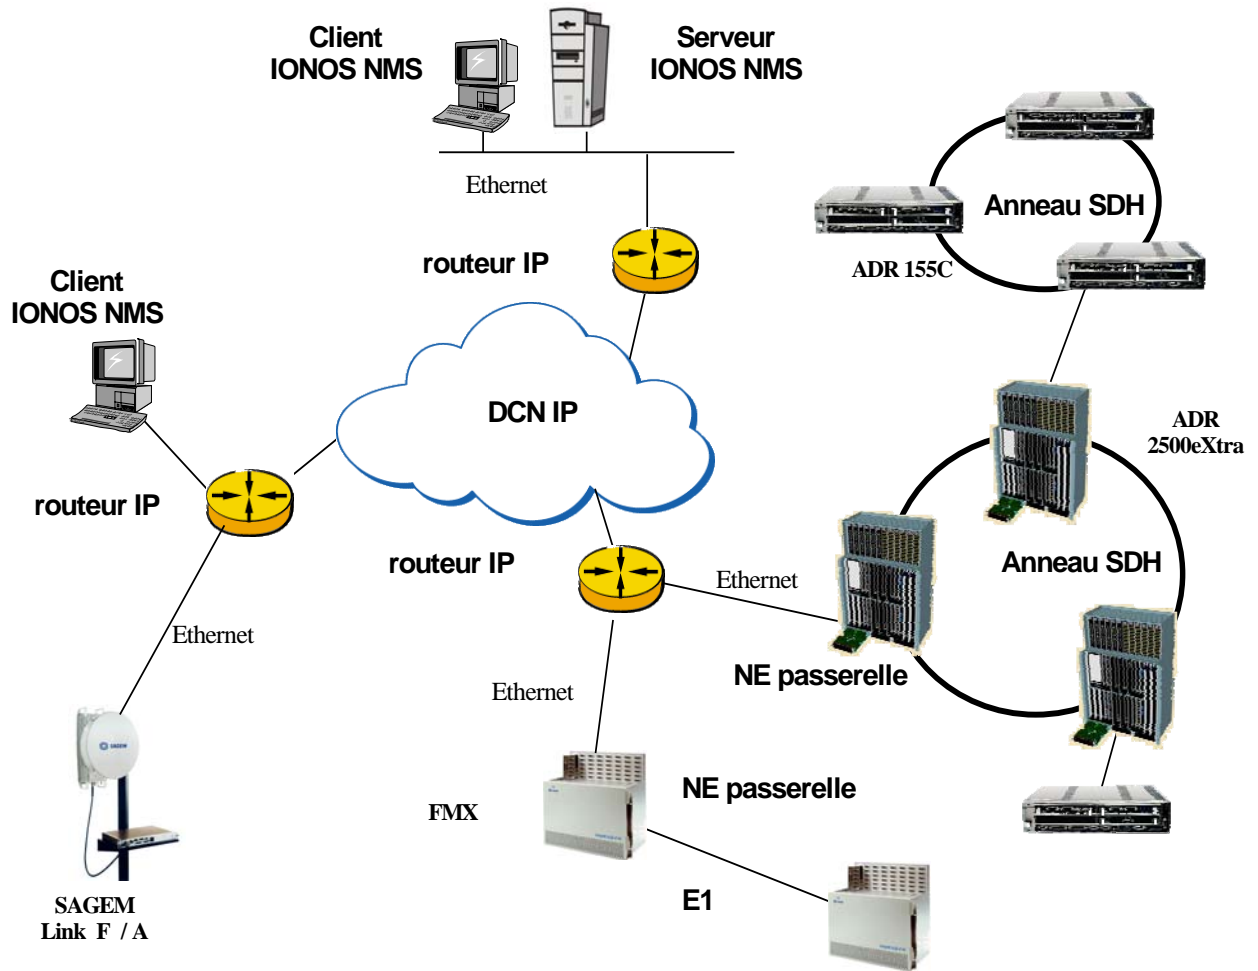 Client
IONOS NMS
Serveur
IONOS NMS
Ethernet
Anneau SDH
ADR 155C
routeur IP
Client
IONOS NMS
DCN IP
ADR
2500eXtra
routeur IP
routeur IP
Anneau SDH
Ethernet
Ethernet
NE passerelle
Ethernet
SAGEM
NE passerelle
FMX
E1
SAGEM
Link F / A